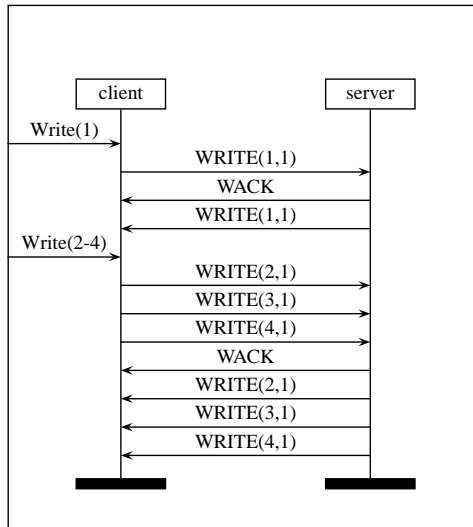 client
server
Write(1)
WRITE(1,1)
WACK
WRITE(1,1)
Write(2-4)
WRITE(2,1)
WRITE(3,1)
WRITE(4,1)
WACK
WRITE(2,1)
WRITE(3,1)
WRITE(4,1)